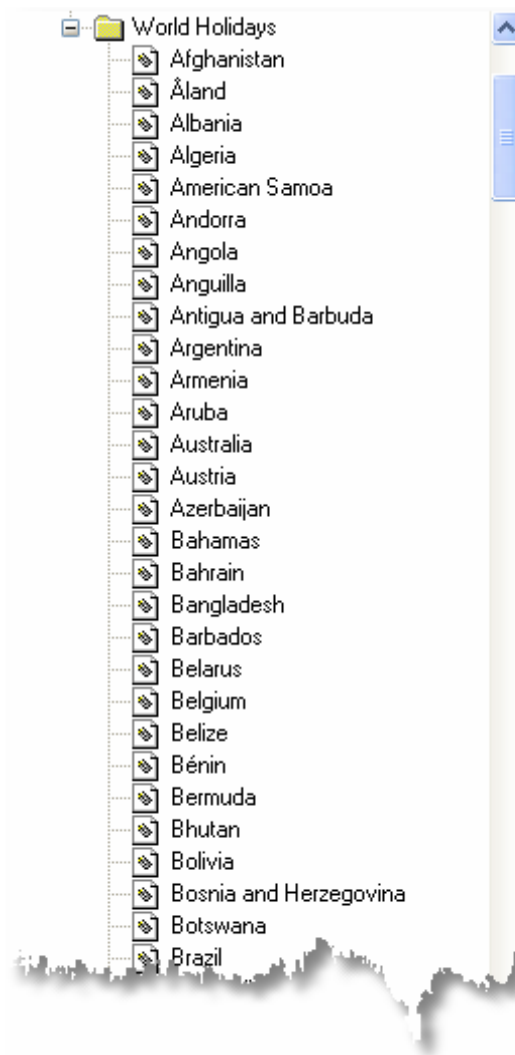 World Holidays
Afghanistan
Åland
Albania
Algeria
American Samoa
Andorra
Angola
Anguilla
Antigua and Barbuda
Argentina
Armenia
Aruba
Australia
Austria
Azerbaijan
Bahamas
Bahrain
Bangladesh
Barbados
Belarus
Belgium
Belize
Bénin
Bermuda
Bhutan
Bolivia
Bosnia and Herzegovina
Botswana
Brazil